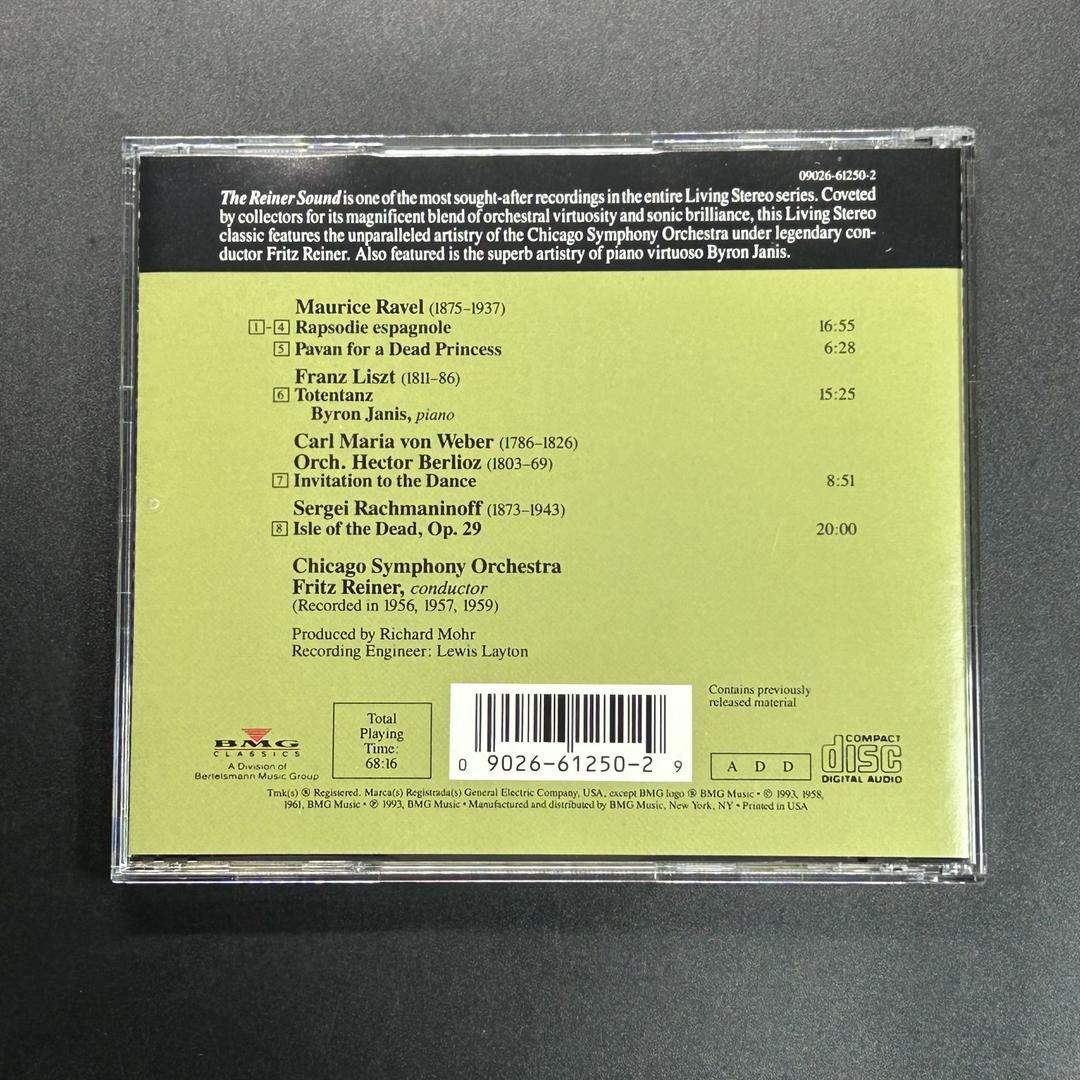 09026-61250-2
The Reiner Sound is one of the most sought-after recordings in the entire Living Stereo series. Coveted
by collectors for its magnificent blend of orchestral virtuosity and sonic brilliance, this Living Stereo
classic features the unparalleled artistry of the Chicago Symphony Orchestra under legendary con-
ductor Fritz Reiner. Also featured is the superb artistry of piano virtuoso Byron Janis.
Maurice Ravel (1875–1937)
1-4 Rapsodie espagnole 16:55
5 Pavan for a Dead Princess 6:28
Franz Liszt (1811–86)
6 Totentanz 15:25
Byron Janis, piano
Carl Maria von Weber (1786–1826)
Orch. Hector Berlioz (1803–69)
7 Invitation to the Dance 8:51
Sergei Rachmaninoff (1873–1943)
8 Isle of the Dead, Op. 29 20:00
Chicago Symphony Orchestra
Fritz Reiner, conductor
(Recorded in 1956, 1957, 1959)
Produced by Richard Mohr
Recording Engineer: Lewis Layton
BMG
CLASSICS
A Division of
Bertelsmann Music Group
Total
Playing
Time:
68:16
0 9026-61250-2 9
Contains previously
released material
A D D
COMPACT
disc
DIGITAL AUDIO
Tmk(s) ® Registered. Marca(s) Registrada(s) General Electric Company, USA, except BMG logo ® BMG Music • © 1993, 1958,
1961, BMG Music • ℗ 1993, BMG Music • Manufactured and distributed by BMG Music, New York, NY • Printed in USA